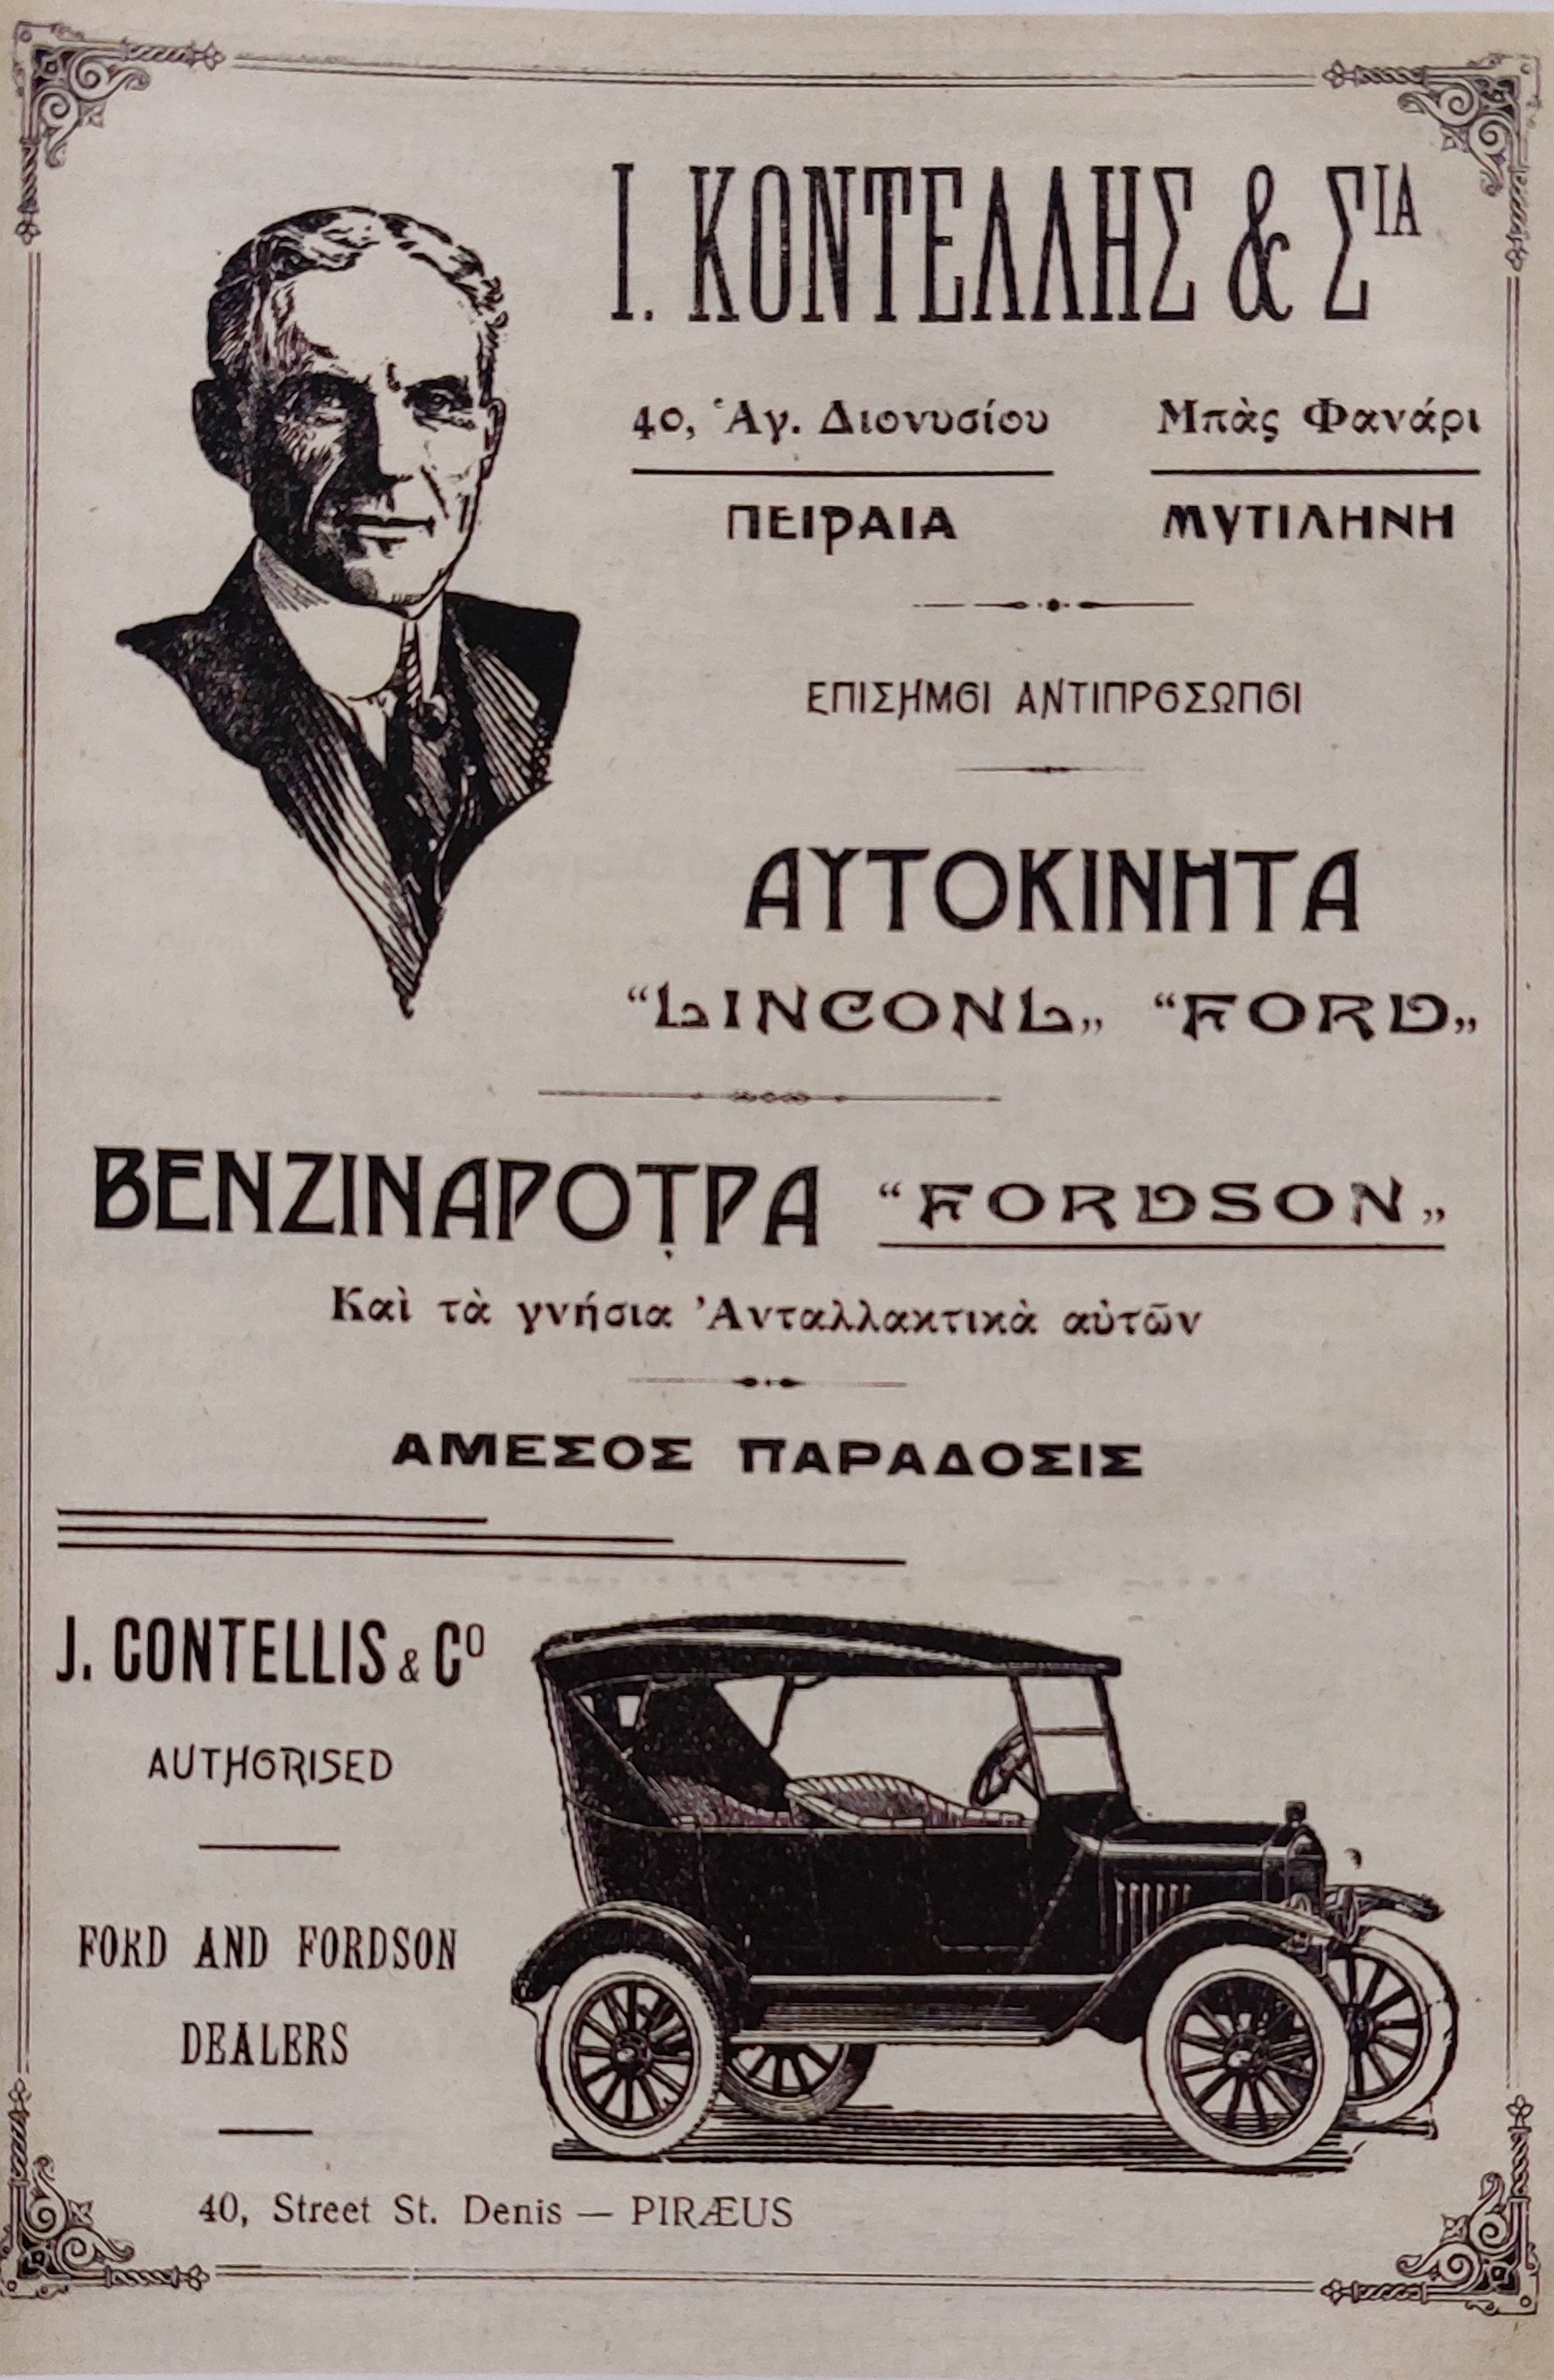 Ι. ΚΟΝΤΕΛΛΗΣ & ΣΙΑ
40, Ἁγ. Διονυσίου Μπὰς Φανάρι
ΠΕΙΡΑΙΑ ΜΥΤΙΛΗΝΗ
ΕΠΙΣΗΜΟΙ ΑΝΤΙΠΡΟΣΩΠΟΙ
ΑΥΤΟΚΙΝΗΤΑ
“LINCONL„ “FORD„
ΒΕΝΖΙΝΑΡΟΤΡΑ “FORDSON„
Καὶ τὰ γνήσια Ἀνταλλακτικὰ αὐτῶν
ΑΜΕΣΟΣ ΠΑΡΑΔΟΣΙΣ
J. CONTELLIS & CO
AUTHORISED
FORD AND FORDSON
DEALERS
40, Street St. Denis — PIRÆUS